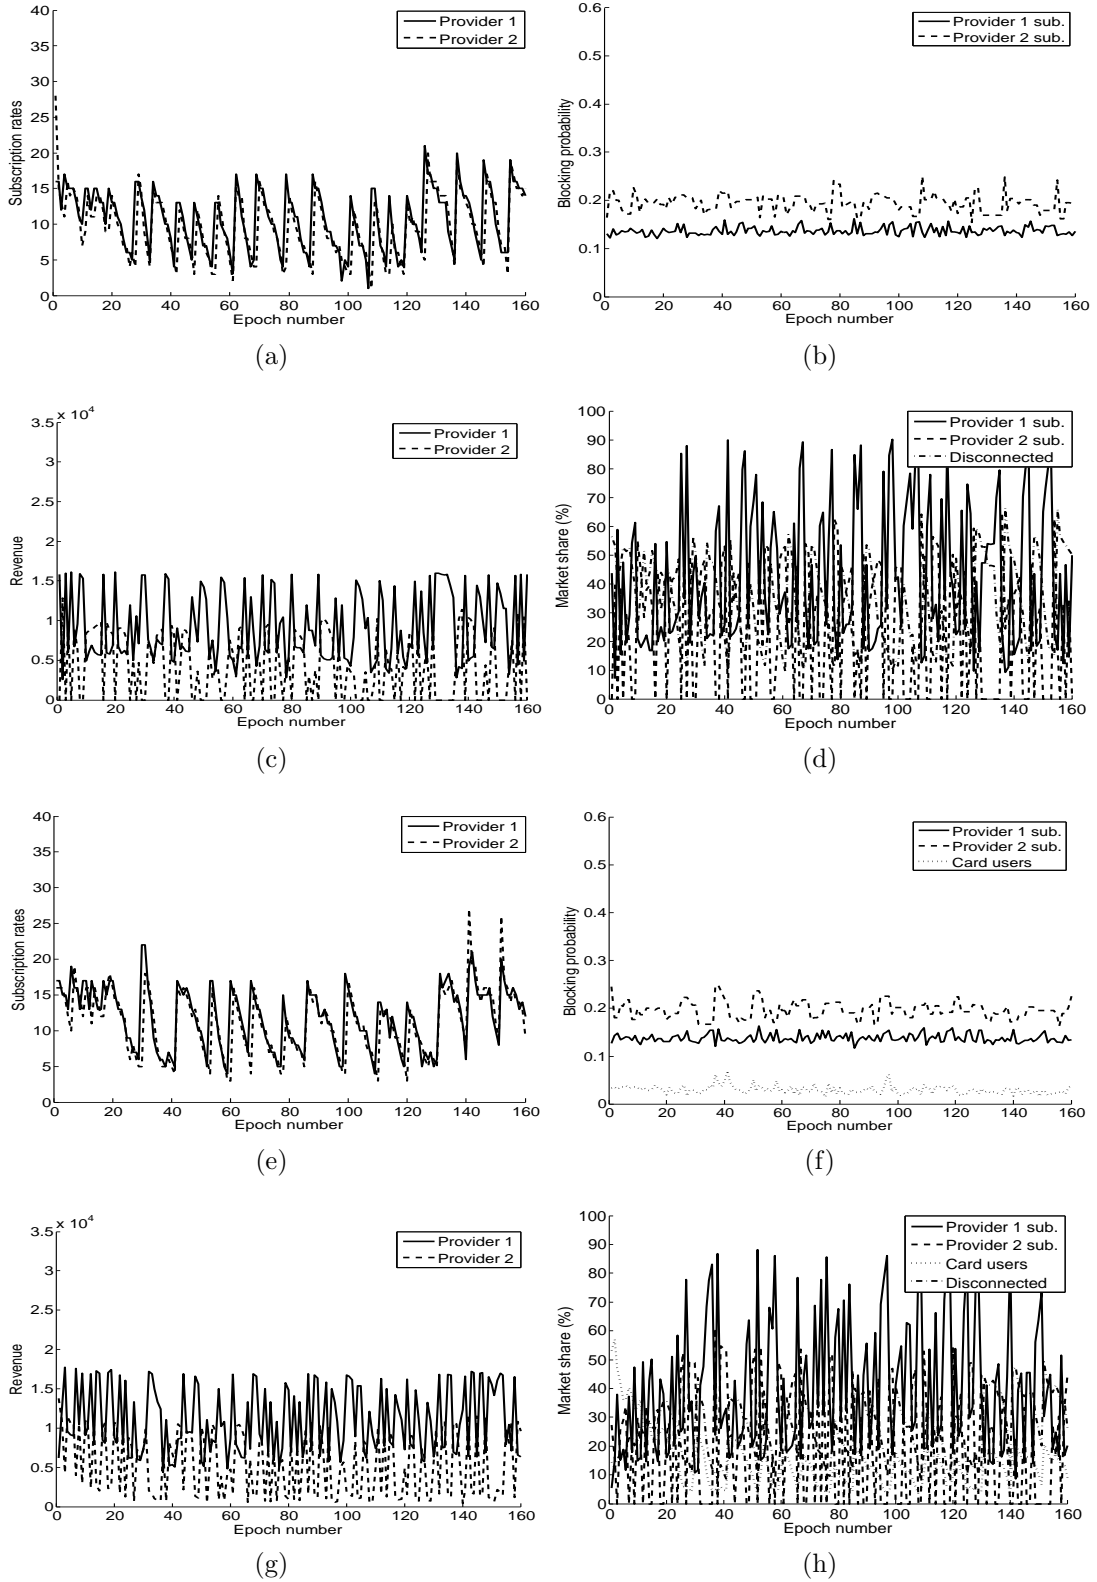 Subscription rates
40
35
30
25
20
15
10
5
0
0 20 40 60 80 100 120 140 160
Epoch number
Provider 1
Provider 2
(a)
Blocking probability
0.6
0.5
0.4
0.3
0.2
0.1
0
0 20 40 60 80 100 120 140 160
Epoch number
Provider 1 sub.
Provider 2 sub.
(b)
Revenue
x 10^4
3.5
3
2.5
2
1.5
1
0.5
0
0 20 40 60 80 100 120 140 160
Epoch number
Provider 1
Provider 2
(c)
Market share (%)
100
90
80
70
60
50
40
30
20
10
0
0 20 40 60 80 100 120 140 160
Epoch number
Provider 1 sub.
Provider 2 sub.
Disconnected
(d)
Subscription rates
40
35
30
25
20
15
10
5
0
0 20 40 60 80 100 120 140 160
Epoch number
Provider 1
Provider 2
(e)
Blocking probability
0.6
0.5
0.4
0.3
0.2
0.1
0
0 20 40 60 80 100 120 140 160
Epoch number
Provider 1 sub.
Provider 2 sub.
Card users
(f)
Revenue
x 10^4
3.5
3
2.5
2
1.5
1
0.5
0
0 20 40 60 80 100 120 140 160
Epoch number
Provider 1
Provider 2
(g)
Market share (%)
100
90
80
70
60
50
40
30
20
10
0
0 20 40 60 80 100 120 140 160
Epoch number
Provider 1 sub.
Provider 2 sub.
Card users
Disconnected
(h)